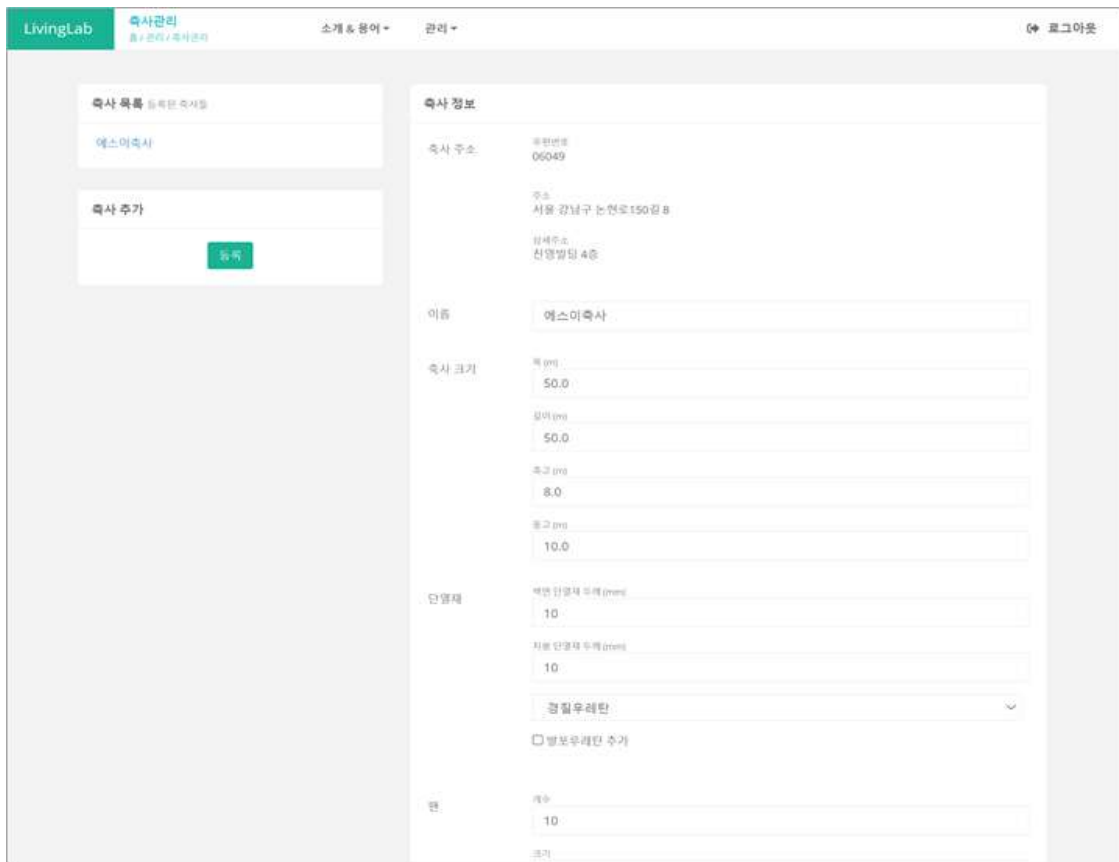 LivingLab
축사관리
홈 / 관리 / 축사관리
소개 & 용어
관리
로그아웃
축사 목록 등록된 축사들
에스이축사
축사 추가
등록
축사 정보
축사 주소
우편번호
06049
주소
서울 강남구 논현로150길 8
상세주소
진영빌딩 4층
이름
에스이축사
축사 크기
폭 (m)
50.0
길이 (m)
50.0
측고 (m)
8.0
동고 (m)
10.0
단열재
벽면 단열재 두께 (mm)
10
지붕 단열재 두께 (mm)
10
경질우레탄
발포우레탄 추가
팬
개수
10
크기